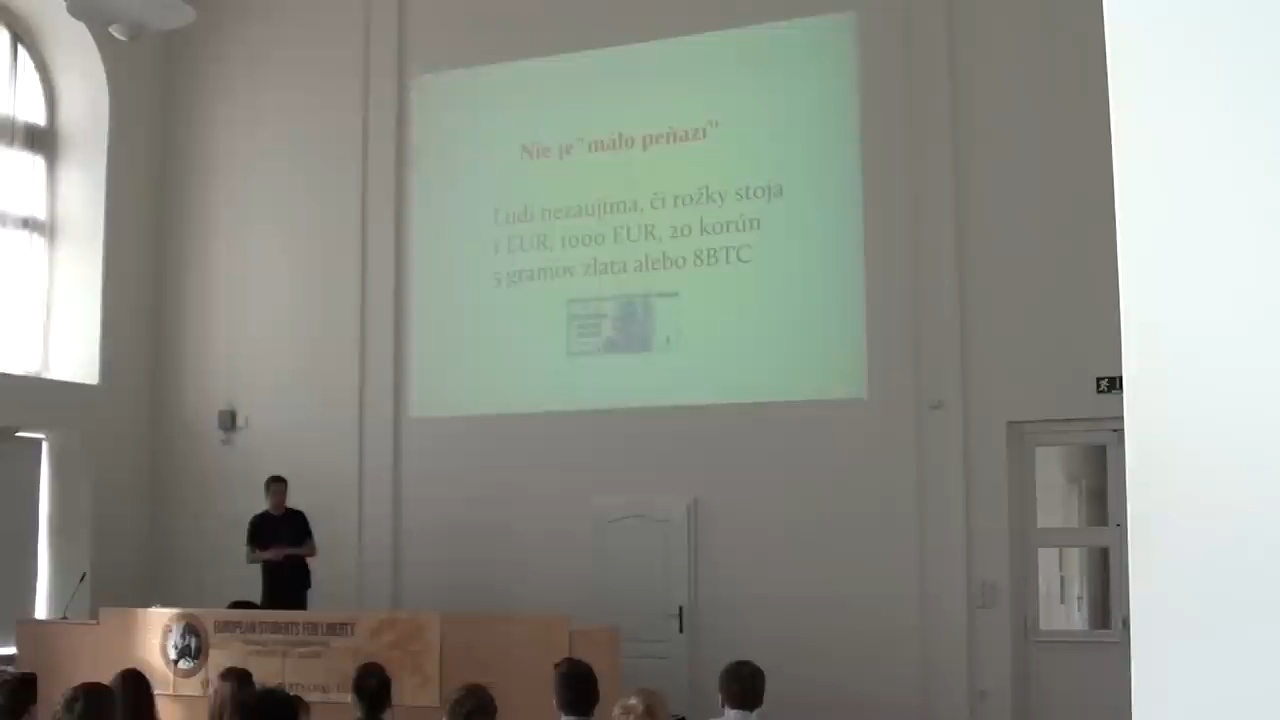 Nie je "málo peňazí"
Ľudí nezaujíma, či rožky stoja
1 EUR, 1000 EUR, 20 korún
5 gramov zlata alebo 8BTC
EUROPEAN STUDENTS FOR LIBERTY